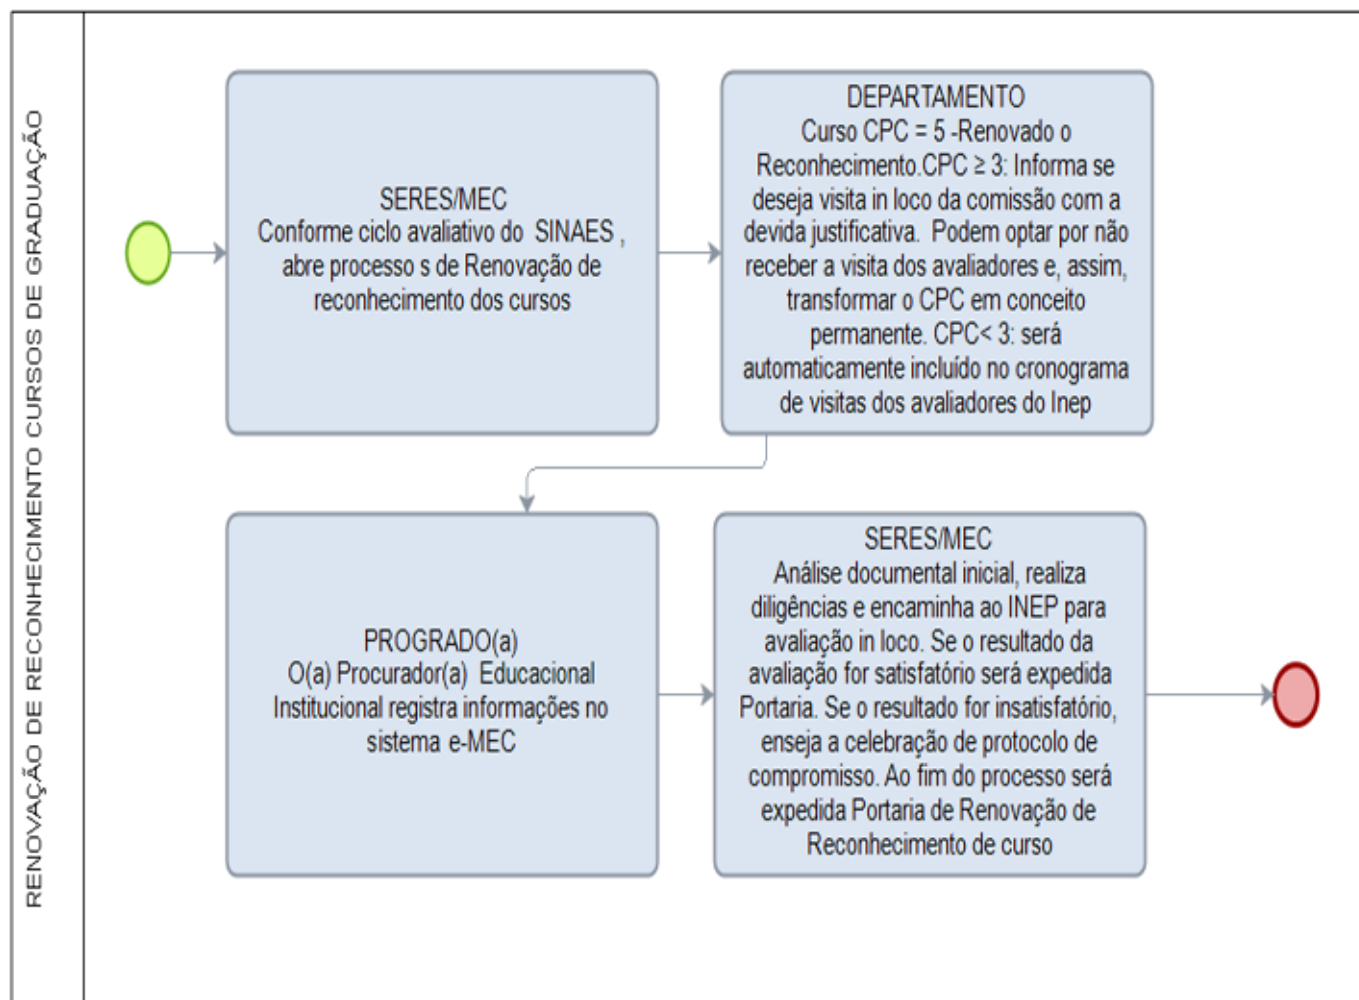 RENOVAÇÃO DE RECONHECIMENTO CURSOS DE GRADUAÇÃO
SERES/MEC
Conforme ciclo avaliativo do SINAES ,
abre processo s de Renovação de
reconhecimento dos cursos
DEPARTAMENTO
Curso CPC = 5 -Renovado o
Reconhecimento.CPC ≥ 3: Informa se
deseja visita in loco da comissão com a
devida justificativa. Podem optar por não
receber a visita dos avaliadores e, assim,
transformar o CPC em conceito
permanente. CPC< 3: será
automaticamente incluído no cronograma
de visitas dos avaliadores do Inep
PROGRADO(a)
O(a) Procurador(a) Educacional
Institucional registra informações no
sistema e-MEC
SERES/MEC
Análise documental inicial, realiza
diligências e encaminha ao INEP para
avaliação in loco. Se o resultado da
avaliação for satisfatório será expedida
Portaria. Se o resultado for insatisfatório,
enseja a celebração de protocolo de
compromisso. Ao fim do processo será
expedida Portaria de Renovação de
Reconhecimento de curso